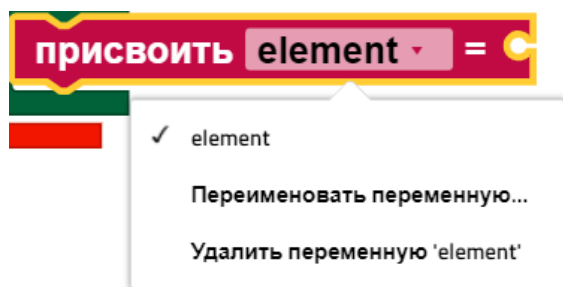 присвоить element =
element
Переименовать переменную...
Удалить переменную 'element'